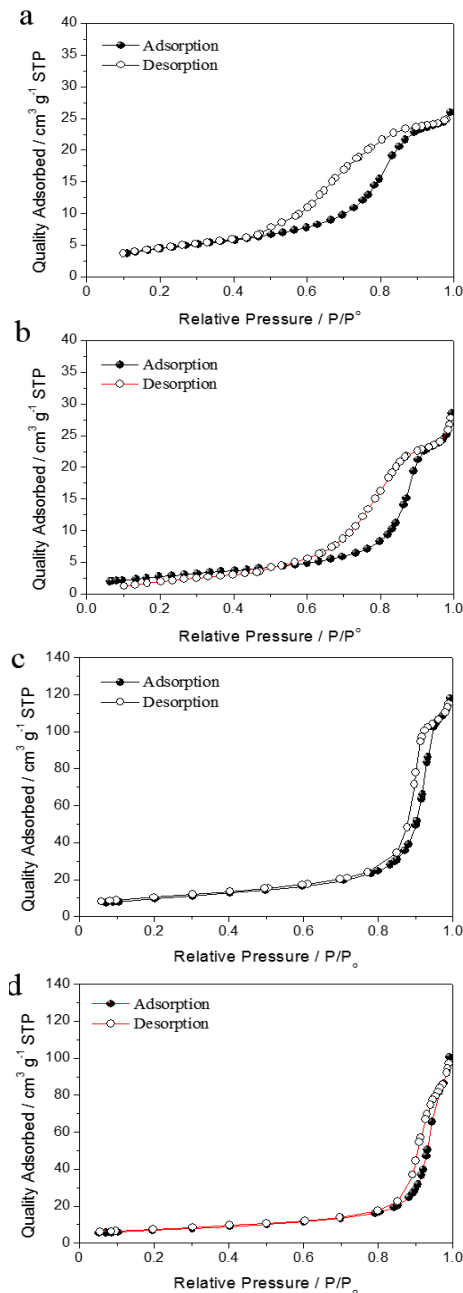 a
40
35
30
25
20
15
10
5
0
Adsorption
Desorption
Quality Adsorbed / cm³ g⁻¹ STP
0 0.2 0.4 0.6 0.8 1.0
Relative Pressure / P/P°
b
40
35
30
25
20
15
10
5
0
Adsorption
Desorption
Quality Adsorbed / cm³ g⁻¹ STP
0 0.2 0.4 0.6 0.8 1.0
Relative Pressure / P/P°
c
140
120
100
80
60
40
20
0
Adsorption
Desorption
Quality Adsorbed / cm³ g⁻¹ STP
0 0.2 0.4 0.6 0.8 1.0
Relative Pressure / P/Pₒ
d
140
120
100
80
60
40
20
0
Adsorption
Desorption
Quality Adsorbed / cm³ g⁻¹ STP
0 0.2 0.4 0.6 0.8 1.0
Relative Pressure / P/Pₒ